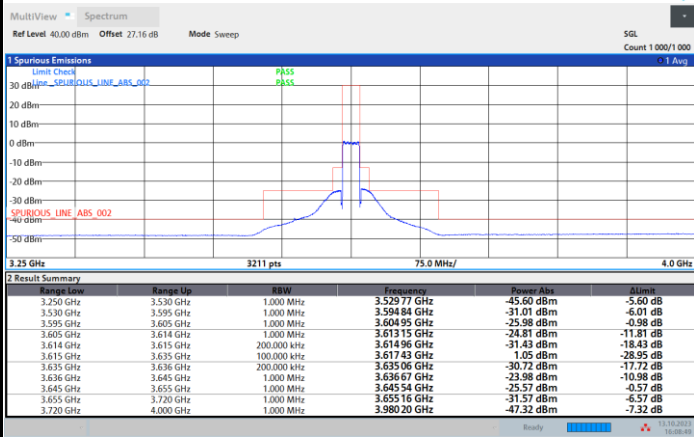 MultiView Spectrum
Ref Level 40.00 dBm Offset 27.16 dB Mode Sweep SGL
Count 1 000/1 000
1 Spurious Emissions 1 Avg
Limit Check PASS
30 dBm Line _SPURIOUS_LINE_ABS_002 PASS
20 dBm
10 dBm
0 dBm
-10 dBm
-20 dBm
-30 dBm
SPURIOUS_LINE_ABS_002
-40 dBm
-50 dBm
3.25 GHz 3211 pts 75.0 MHz/ 4.0 GHz
2 Result Summary
Range Low Range Up RBW Frequency Power Abs ΔLimit
3.250 GHz 3.530 GHz 1.000 MHz 3.529 77 GHz -45.60 dBm -5.60 dB
3.530 GHz 3.595 GHz 1.000 MHz 3.594 84 GHz -31.01 dBm -6.01 dB
3.595 GHz 3.605 GHz 1.000 MHz 3.604 95 GHz -25.98 dBm -0.98 dB
3.605 GHz 3.614 GHz 1.000 MHz 3.613 15 GHz -24.81 dBm -11.81 dB
3.614 GHz 3.615 GHz 200.000 kHz 3.614 96 GHz -31.43 dBm -18.43 dB
3.615 GHz 3.635 GHz 100.000 kHz 3.617 43 GHz 1.05 dBm -28.95 dB
3.635 GHz 3.636 GHz 200.000 kHz 3.635 06 GHz -30.72 dBm -17.72 dB
3.636 GHz 3.645 GHz 1.000 MHz 3.636 67 GHz -23.98 dBm -10.98 dB
3.645 GHz 3.655 GHz 1.000 MHz 3.645 54 GHz -25.57 dBm -0.57 dB
3.655 GHz 3.720 GHz 1.000 MHz 3.655 16 GHz -31.57 dBm -6.57 dB
3.720 GHz 4.000 GHz 1.000 MHz 3.980 20 GHz -47.32 dBm -7.32 dB
Ready 13.10.2023
16:08:48